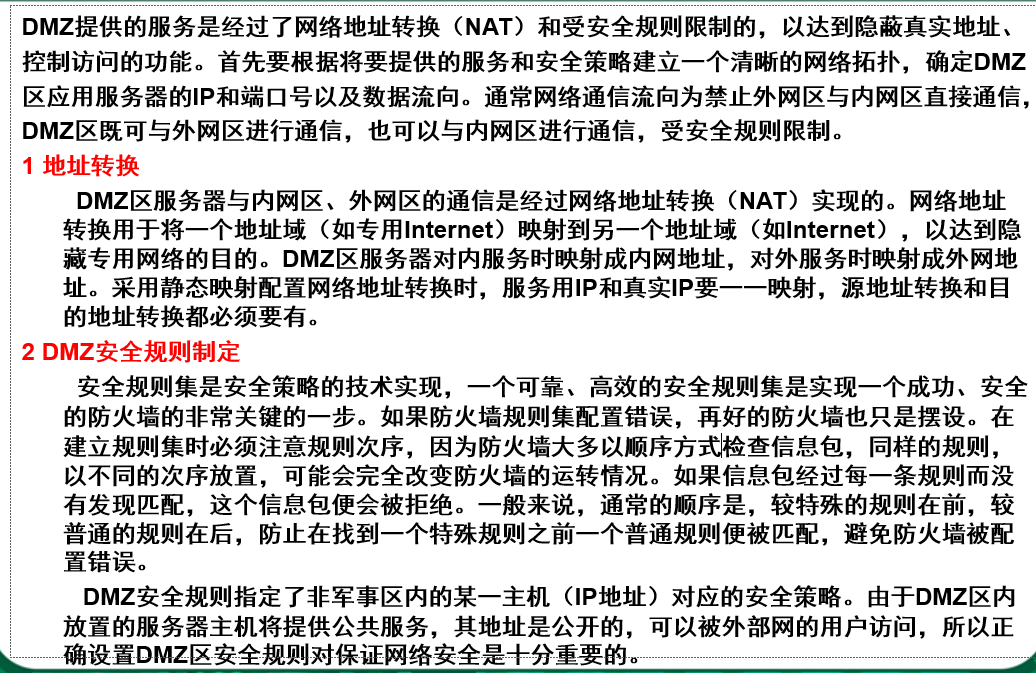 DMZ提供的服务是经过了网络地址转换（NAT）和受安全规则限制的，以达到隐蔽真实地址、
控制访问的功能。首先要根据将要提供的服务和安全策略建立一个清晰的网络拓扑，确定DMZ
区应用服务器的IP和端口号以及数据流向。通常网络通信流向为禁止外网区与内网区直接通信，
DMZ区既可与外网区进行通信，也可以与内网区进行通信，受安全规则限制。
1 地址转换
DMZ区服务器与内网区、外网区的通信是经过网络地址转换（NAT）实现的。网络地址
转换用于将一个地址域（如专用Internet）映射到另一个地址域（如Internet），以达到隐
藏专用网络的目的。DMZ区服务器对内服务时映射成内网地址，对外服务时映射成外网地
址。采用静态映射配置网络地址转换时，服务用IP和真实IP要一一映射，源地址转换和目
的地址转换都必须要有。
2 DMZ安全规则制定
安全规则集是安全策略的技术实现，一个可靠、高效的安全规则集是实现一个成功、安全
的防火墙的非常关键的一步。如果防火墙规则集配置错误，再好的防火墙也只是摆设。在
建立规则集时必须注意规则次序，因为防火墙大多以顺序方式检查信息包，同样的规则，
以不同的次序放置，可能会完全改变防火墙的运转情况。如果信息包经过每一条规则而没
有发现匹配，这个信息包便会被拒绝。一般来说，通常的顺序是，较特殊的规则在前，较
普通的规则在后，防止在找到一个特殊规则之前一个普通规则便被匹配，避免防火墙被配
置错误。
DMZ安全规则指定了非军事区内的某一主机（IP地址）对应的安全策略。由于DMZ区内
放置的服务器主机将提供公共服务，其地址是公开的，可以被外部网的用户访问，所以正
确设置DMZ区安全规则对保证网络安全是十分重要的。